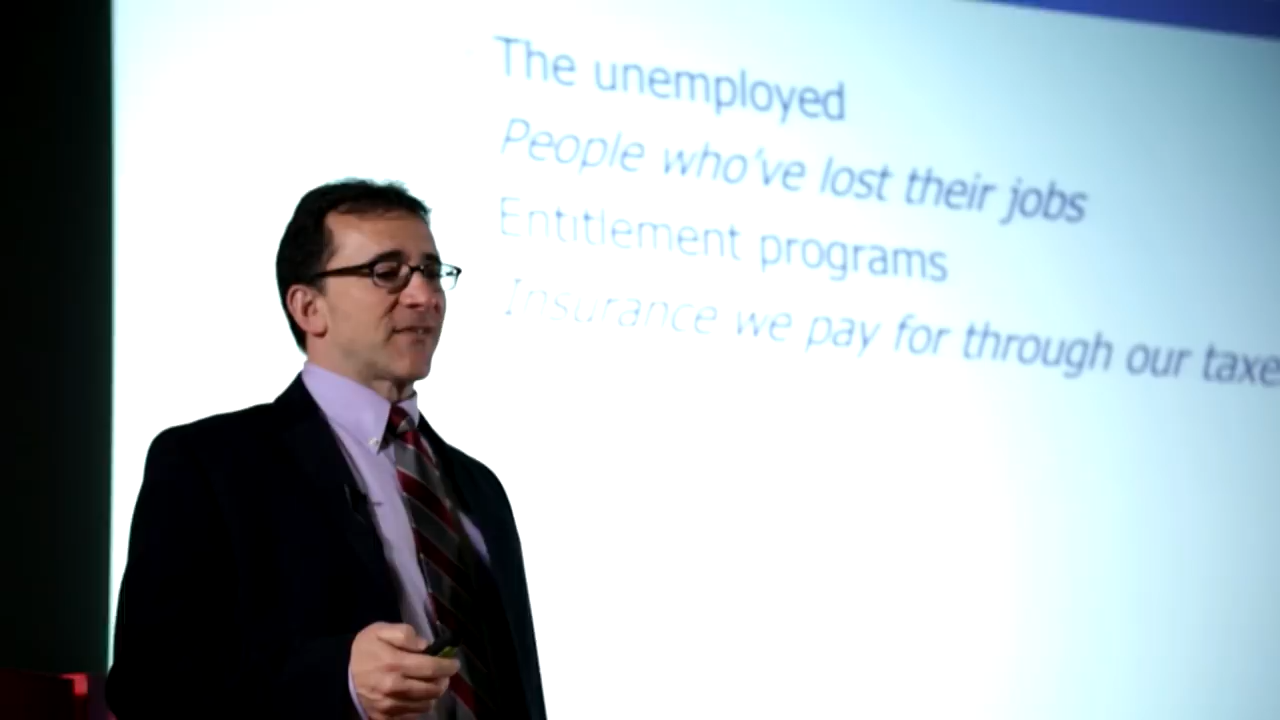 The unemployed
People who've lost their jobs
Entitlement programs
Insurance we pay for through our taxe